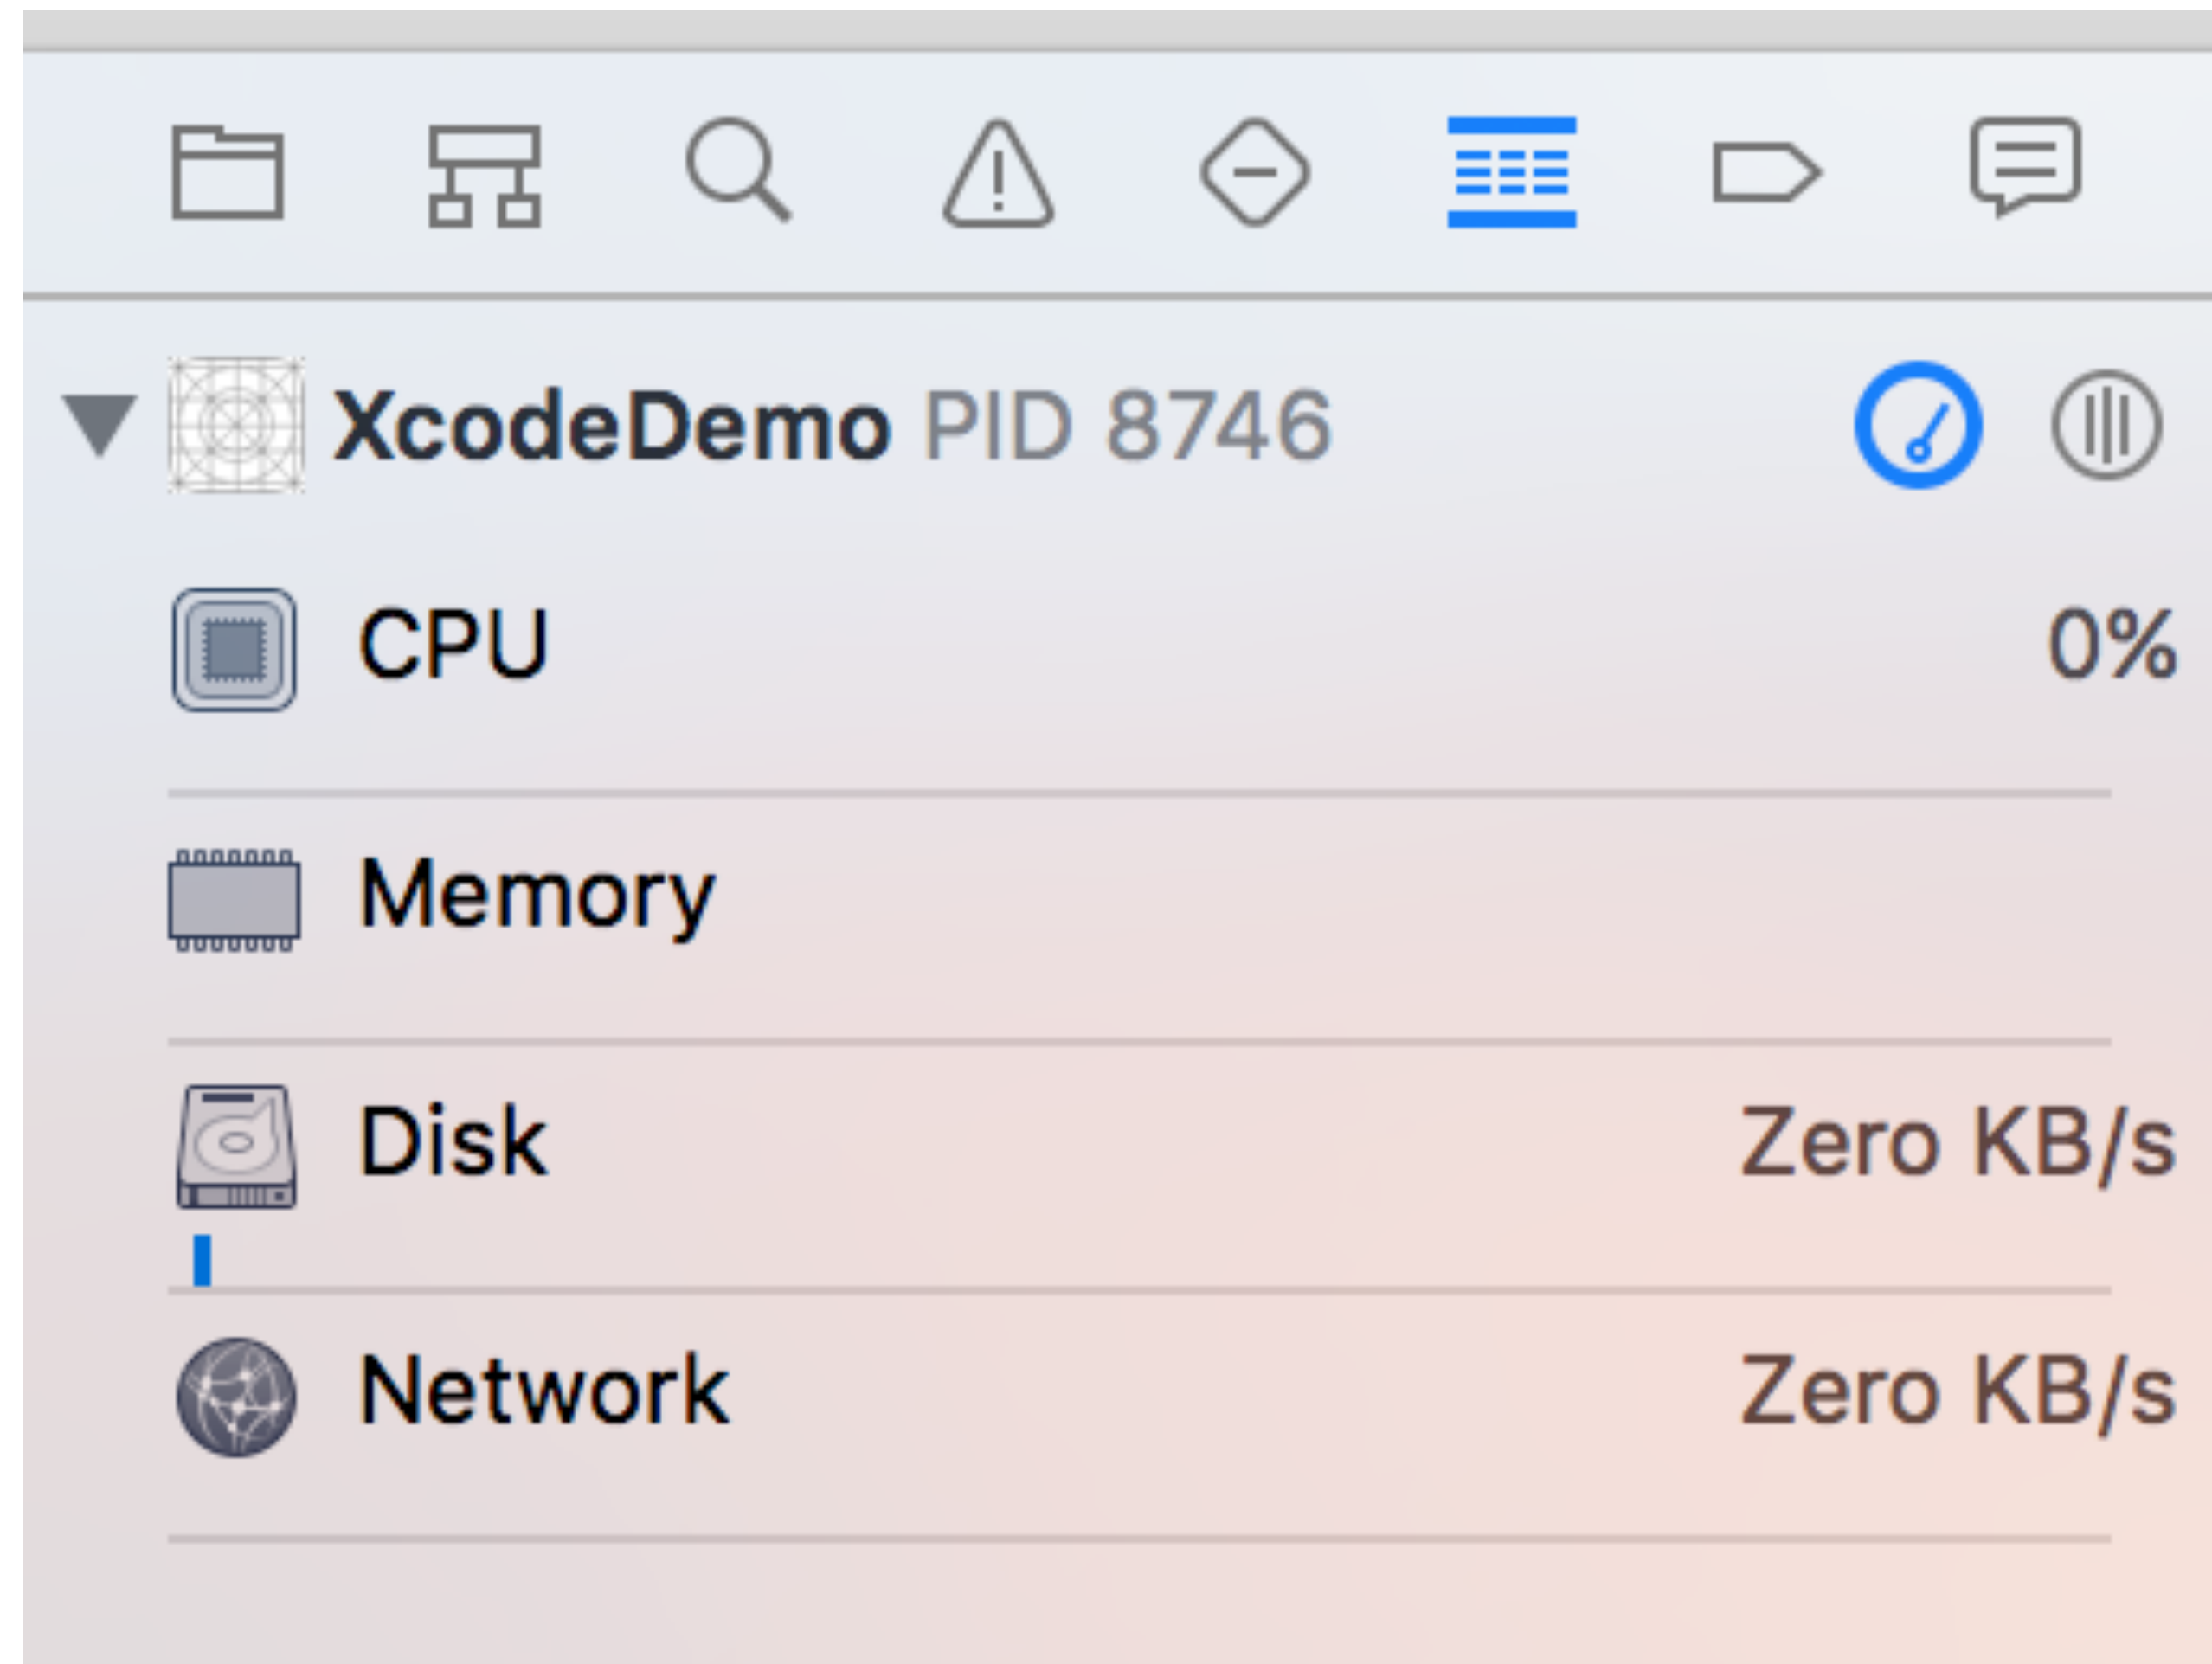 XcodeDemo PID 8746
CPU 0%
Memory
Disk Zero KB/s
Network Zero KB/s